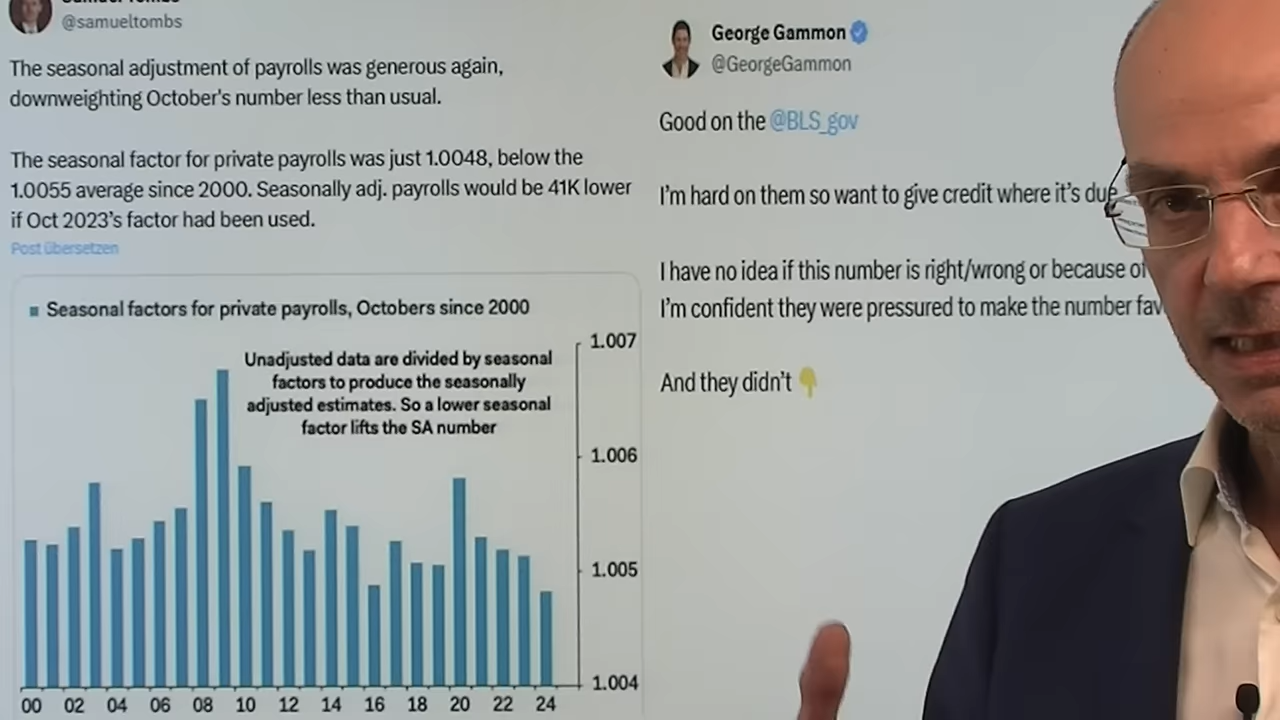 @samueltombs
The seasonal adjustment of payrolls was generous again,
downweighting October's number less than usual.
The seasonal factor for private payrolls was just 1.0048, below the
1.0055 average since 2000. Seasonally adj. payrolls would be 41K lower
if Oct 2023's factor had been used.
Post übersetzen
Seasonal factors for private payrolls, Octobers since 2000
Unadjusted data are divided by seasonal
factors to produce the seasonally
adjusted estimates. So a lower seasonal
factor lifts the SA number
1.007
1.006
1.005
1.004
00 02 04 06 08 10 12 14 16 18 20 22 24
George Gammon
@GeorgeGammon
Good on the @BLS_gov
I'm hard on them so want to give credit where it's due
I have no idea if this number is right/wrong or because of
I'm confident they were pressured to make the number fav
And they didn't